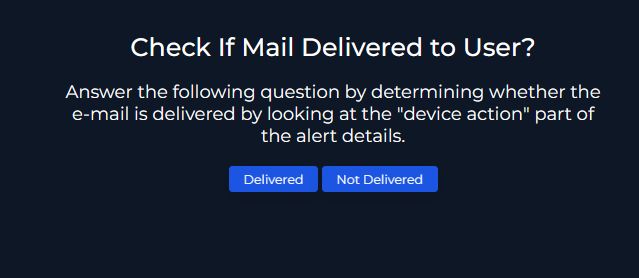 Check If Mail Delivered to User?
Answer the following question by determining whether the
e-mail is delivered by looking at the "device action" part of
the alert details.
Delivered
Not Delivered